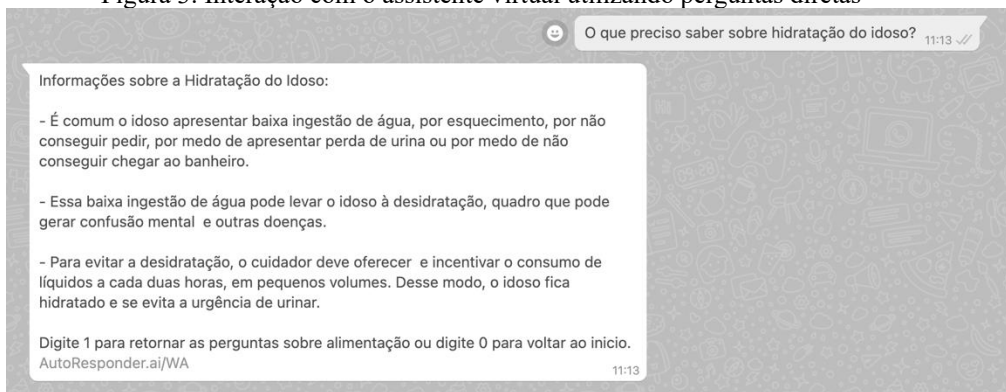 Figura 3. Interação com o assistente virtual utilizando perguntas diretas
O que preciso saber sobre hidratação do idoso? 11:13
Informações sobre a Hidratação do Idoso:
- É comum o idoso apresentar baixa ingestão de água, por esquecimento, por não
conseguir pedir, por medo de apresentar perda de urina ou por medo de não
conseguir chegar ao banheiro.
- Essa baixa ingestão de água pode levar o idoso à desidratação, quadro que pode
gerar confusão mental e outras doenças.
- Para evitar a desidratação, o cuidador deve oferecer e incentivar o consumo de
líquidos a cada duas horas, em pequenos volumes. Desse modo, o idoso fica
hidratado e se evita a urgência de urinar.
Digite 1 para retornar as perguntas sobre alimentação ou digite 0 para voltar ao inicio.
AutoResponder.ai/WA
11:13